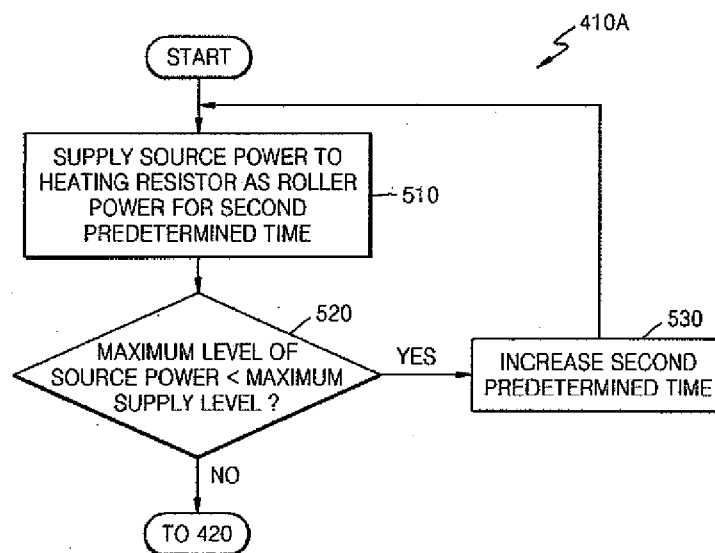 410A
START
SUPPLY SOURCE POWER TO
HEATING RESISTOR AS ROLLER
POWER FOR SECOND
PREDETERMINED TIME
510
520
MAXIMUM LEVEL OF
SOURCE POWER < MAXIMUM
SUPPLY LEVEL ?
YES
530
INCREASE SECOND
PREDETERMINED TIME
NO
TO 420